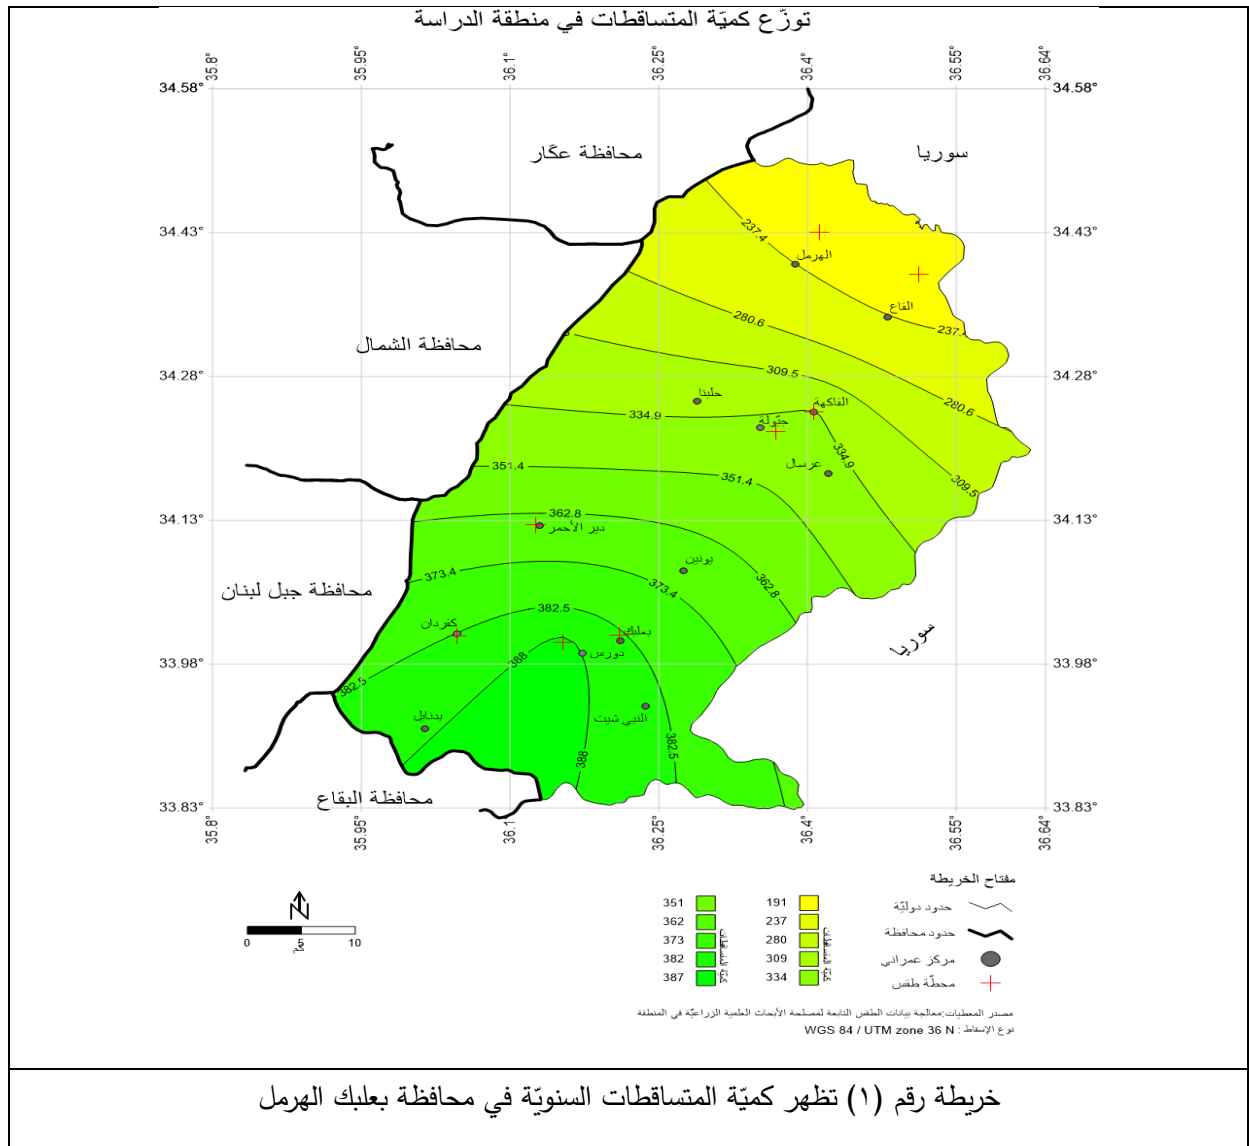 توزّع كميّة المتساقطات في منطقة الدراسة
35.8° 35.95° 36.1° 36.25° 36.4° 36.55° 36.64°
34.58° 34.58°
سوريا
محافظة عكّار
34.43° 34.43°
237.4
الهرمل
القاع
237.4
280.6
محافظة الشمال
309.5
34.28° 34.28°
حلبتا
الفاكهة
280.6
334.9
جبّولة
334.9
عرسال
351.4
351.4
309.5
362.8
34.13° 34.13°
دير الأحمر
يونين
373.4
373.4
362.8
محافظة جبل لبنان
382.5
كفردان
بعلبك
دورس
سوريا
388
33.98° 33.98°
382.5
بدنايل
النبي شيت
382.5
388
محافظة البقاع
33.83° 33.83°
35.8° 35.95° 36.1° 36.25° 36.4° 36.55° 36.64°
مفتاح الخريطة
حدود دوليّة
حدود محافظة
مركز عمراني
محطّة طقس
191
237
280
309
334
كميّة المتساقطات
351
362
373
382
387
كميّة المتساقطات
N
0 5 10
كم
مصدر المعطيات:معالجة بيانات الطقس التابعة لمصلحة الأبحاث العلمية الزراعيّة في المنطقة
نوع الإسقاط : WGS 84 / UTM zone 36 N
خريطة رقم (١) تظهر كميّة المتساقطات السنويّة في محافظة بعلبك الهرمل